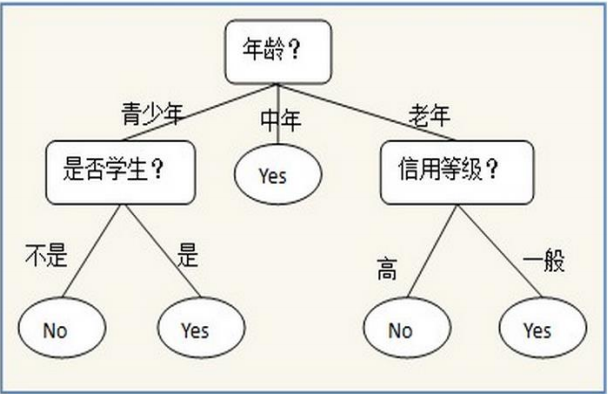 年龄？
青少年
中年
老年
是否学生？
Yes
信用等级？
不是
是
高
一般
No
Yes
No
Yes